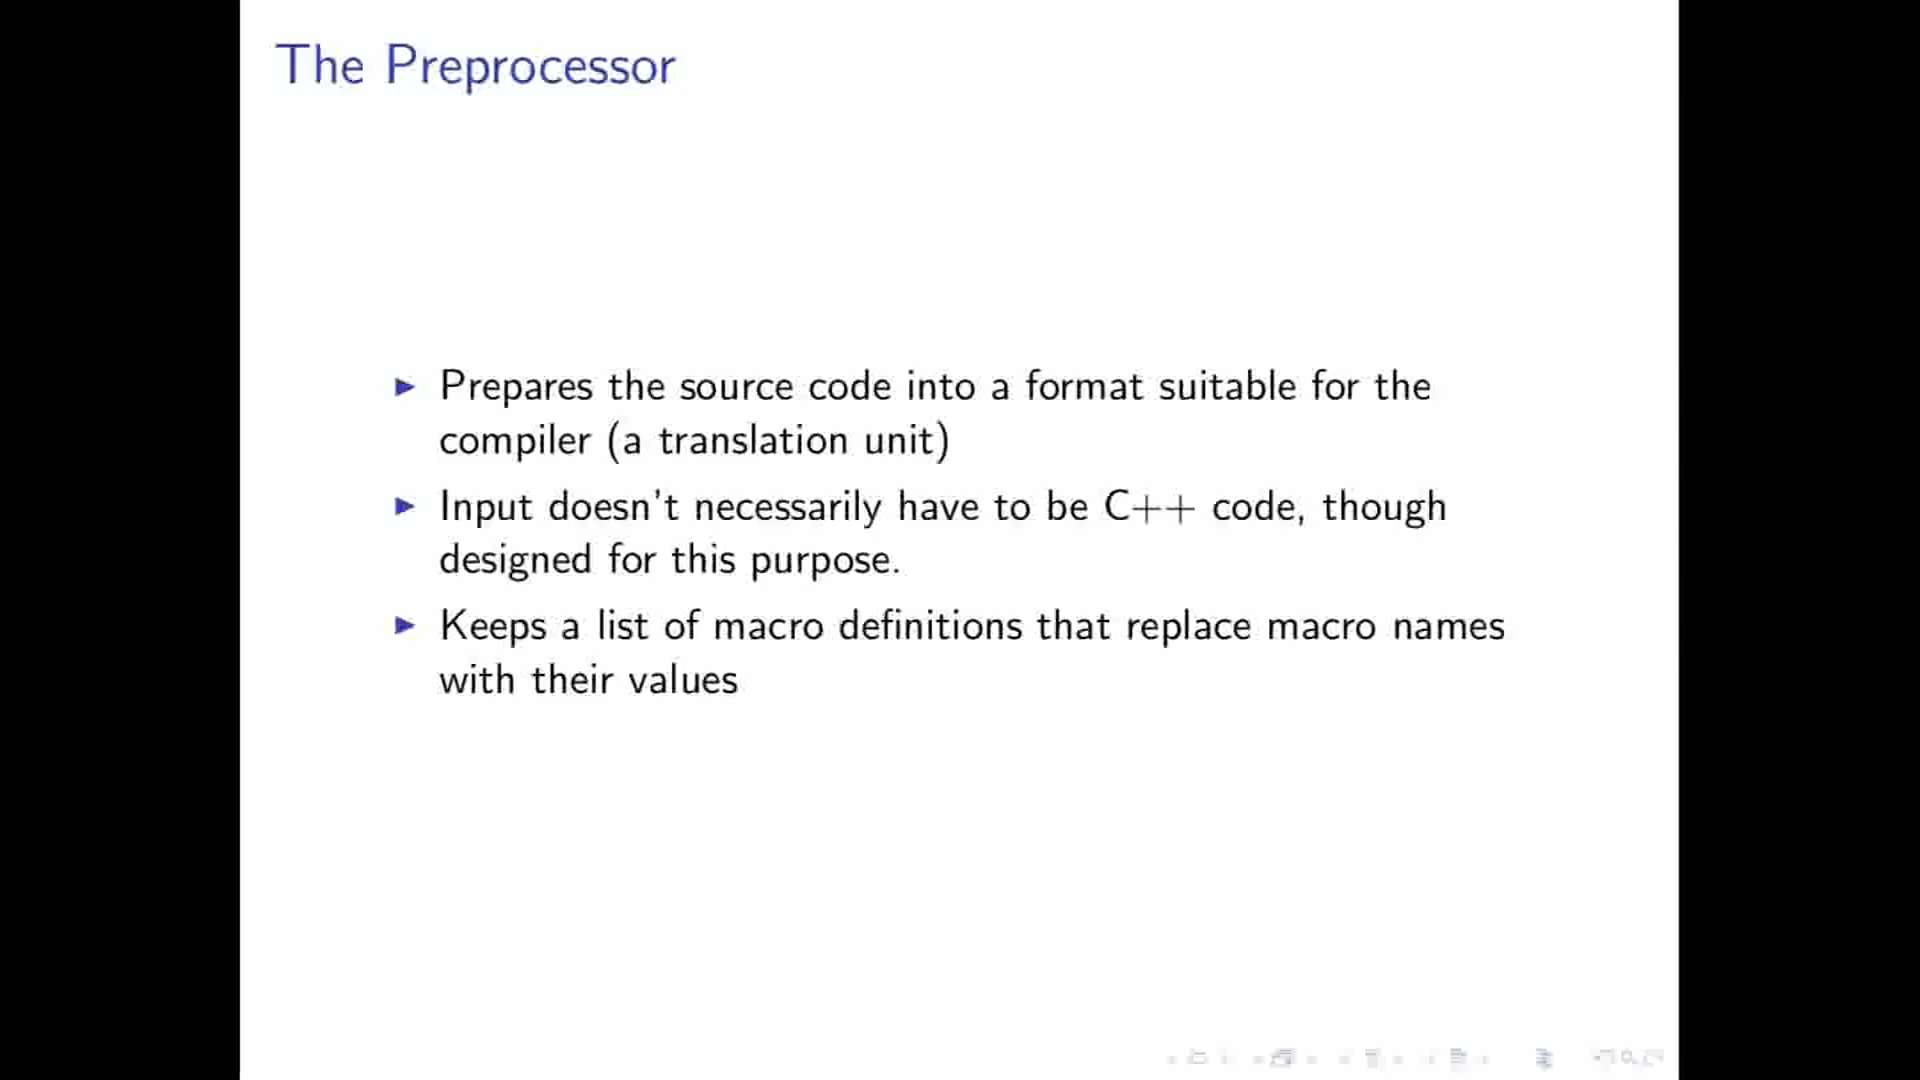 The Preprocessor
Prepares the source code into a format suitable for the
compiler (a translation unit)
Input doesn't necessarily have to be C++ code, though
designed for this purpose.
Keeps a list of macro definitions that replace macro names
with their values